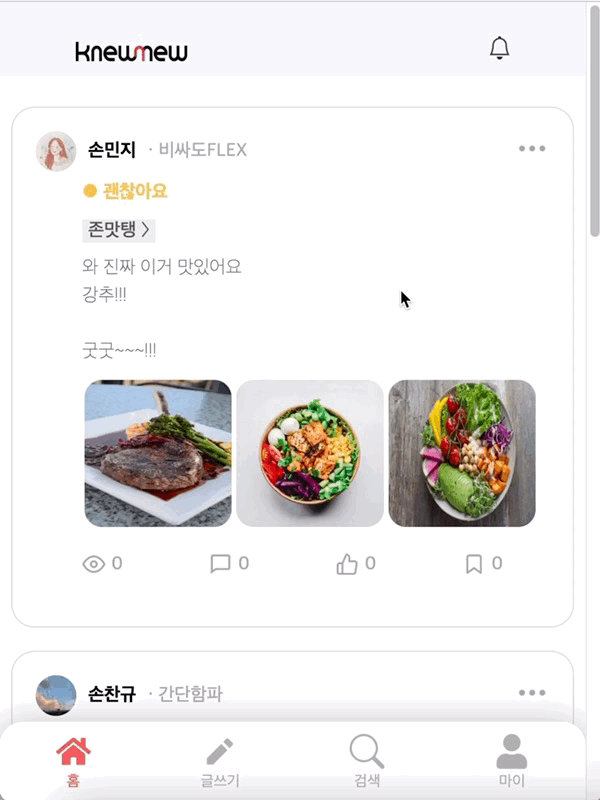 knewmew
손민지 · 비싸도FLEX
괜찮아요
존맛탱 >
와 진짜 이거 맛있어요
강추!!!
굿굿~~~!!!
0 0 0 0
손찬규 · 간단함파
홈 글쓰기 검색 마이